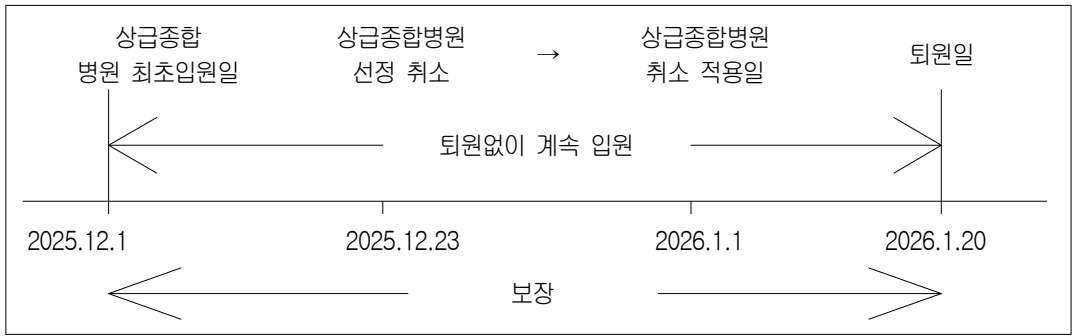 상급종합
병원 최초입원일
상급종합병원
선정 취소
→
상급종합병원
취소 적용일
퇴원일
퇴원없이 계속 입원
2025.12.1
2025.12.23
2026.1.1
2026.1.20
보장